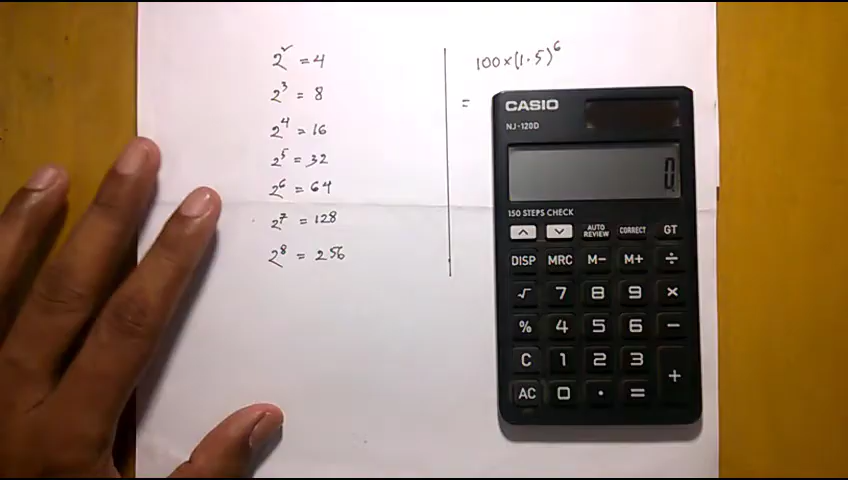 2² = 4
2³ = 8
2⁴ = 16
2⁵ = 32
2⁶ = 64
2⁷ = 128
2⁸ = 256
100×(1.5)⁶
=
CASIO
NJ-120D
0
150 STEPS CHECK
AUTO REVIEW CORRECT GT
DISP MRC M− M+ ÷
√ 7 8 9 ×
% 4 5 6 −
C 1 2 3 +
AC 0 . =